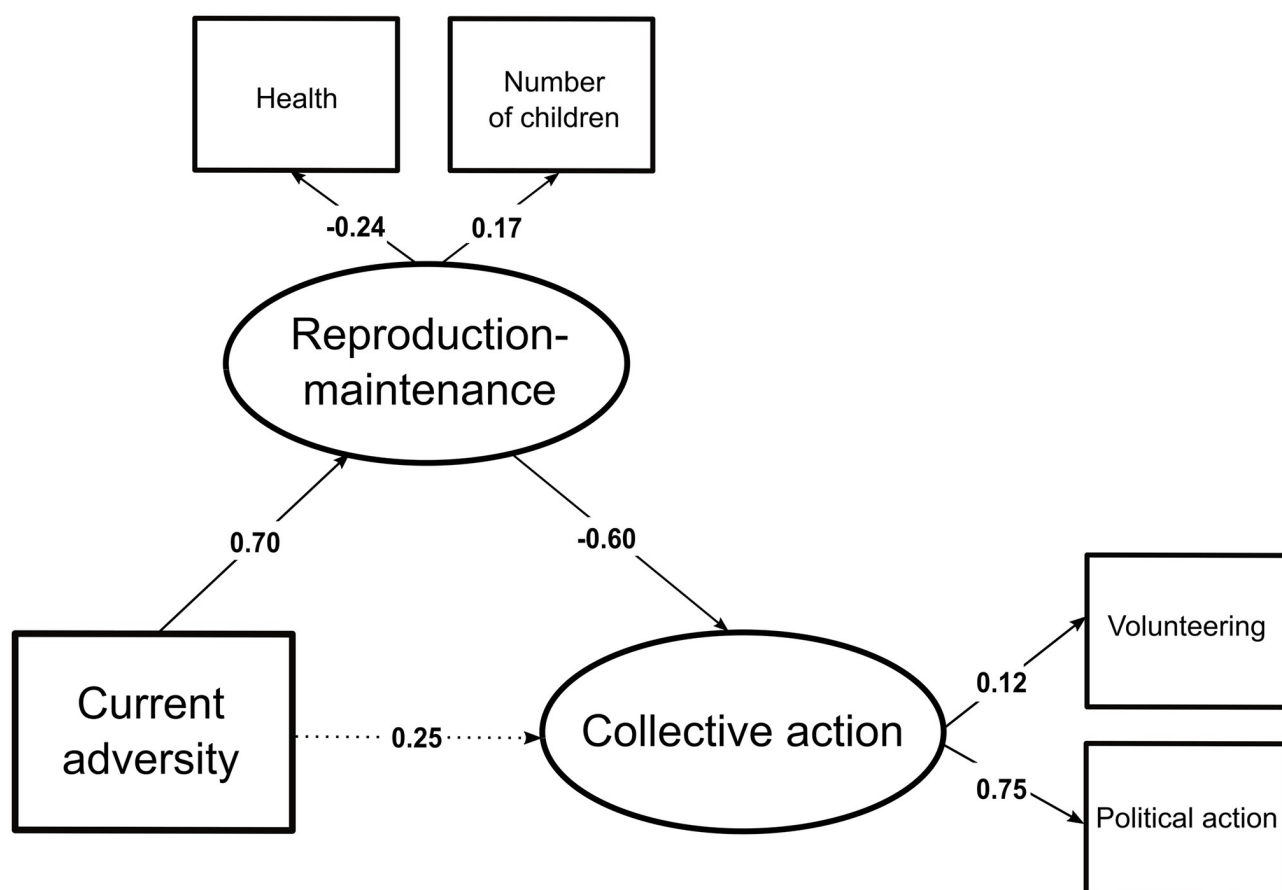 Health
Number
of children
-0.24
0.17
Reproduction-
maintenance
0.70
-0.60
Current
adversity
0.25
Collective action
0.12
0.75
Volunteering
Political action